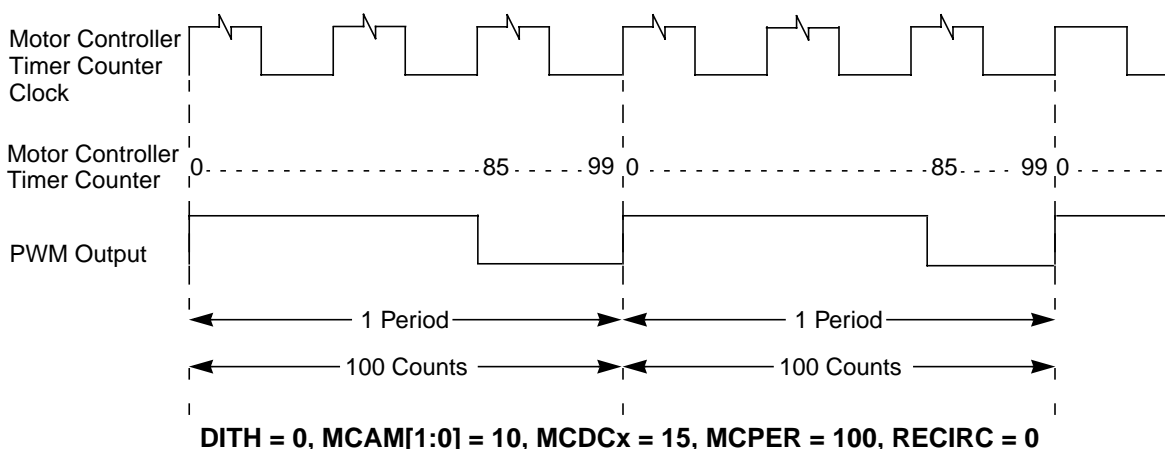 Motor Controller
Timer Counter
Clock
Motor Controller
Timer Counter
0 85 99 0 85 99 0
PWM Output
1 Period 1 Period
100 Counts 100 Counts
DITH = 0, MCAM[1:0] = 10, MCDCx = 15, MCPER = 100, RECIRC = 0